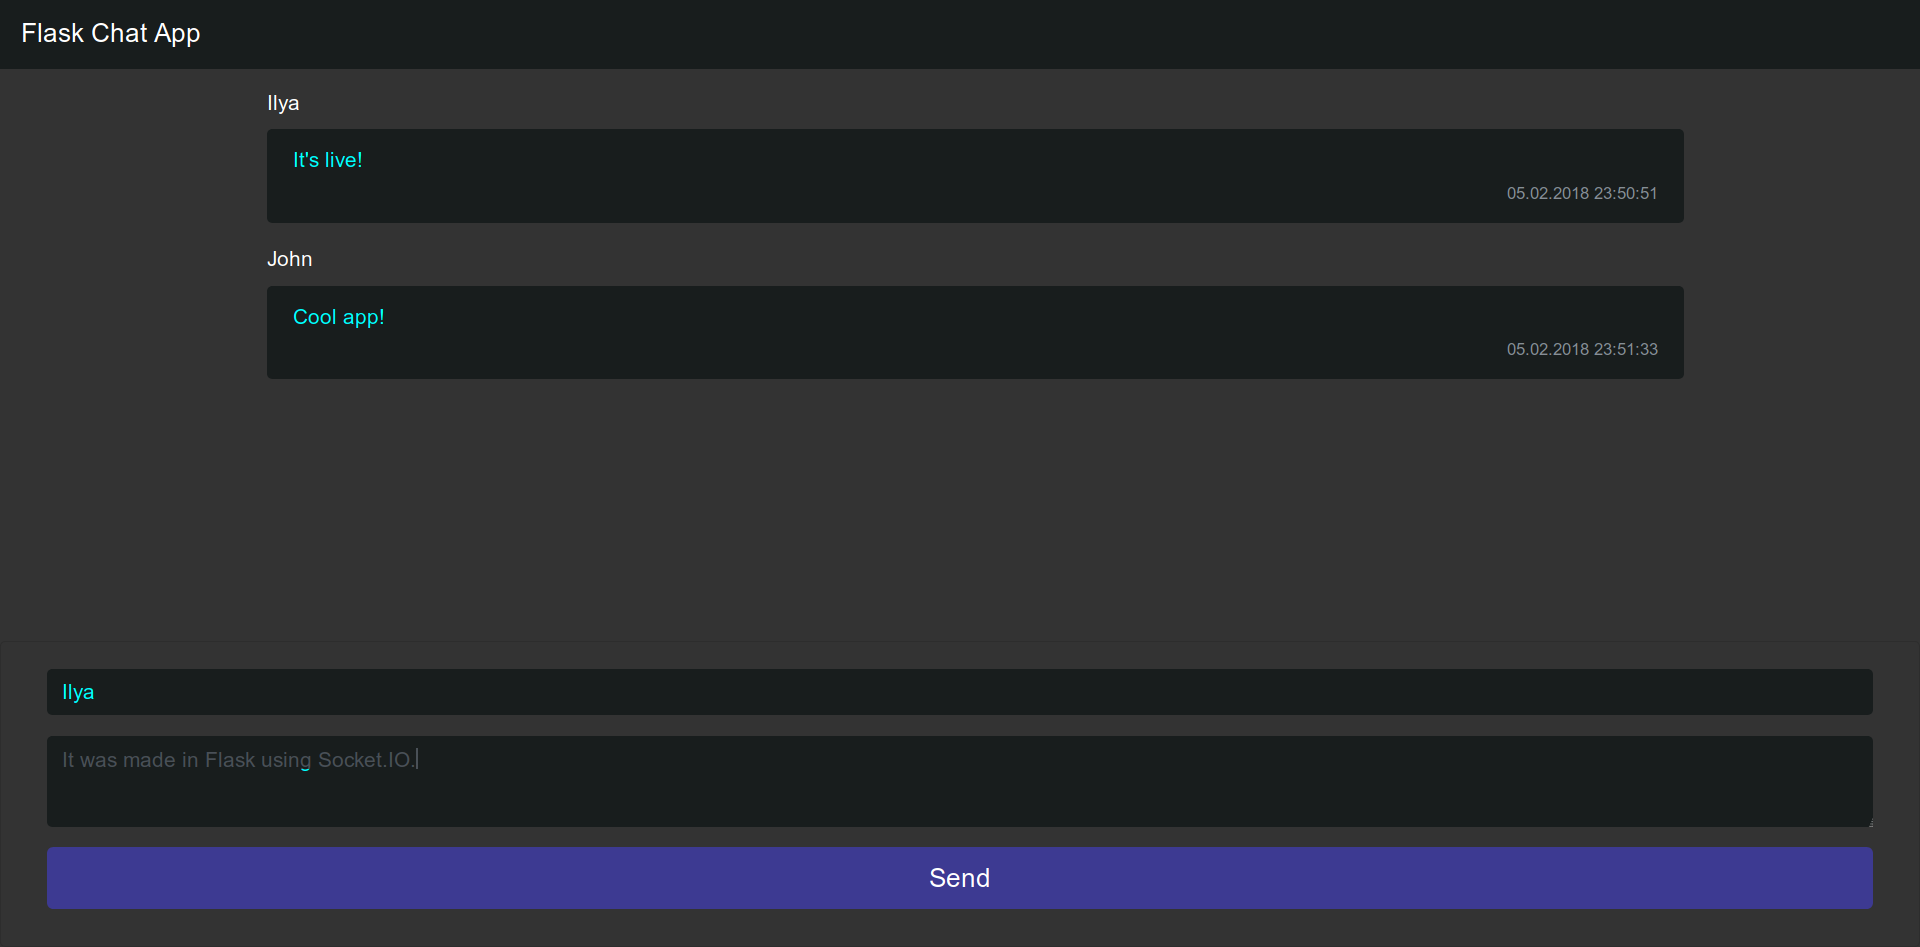 Flask Chat App
Ilya
It's live!
05.02.2018 23:50:51
John
Cool app!
05.02.2018 23:51:33
Ilya
It was made in Flask using Socket.IO.
Send